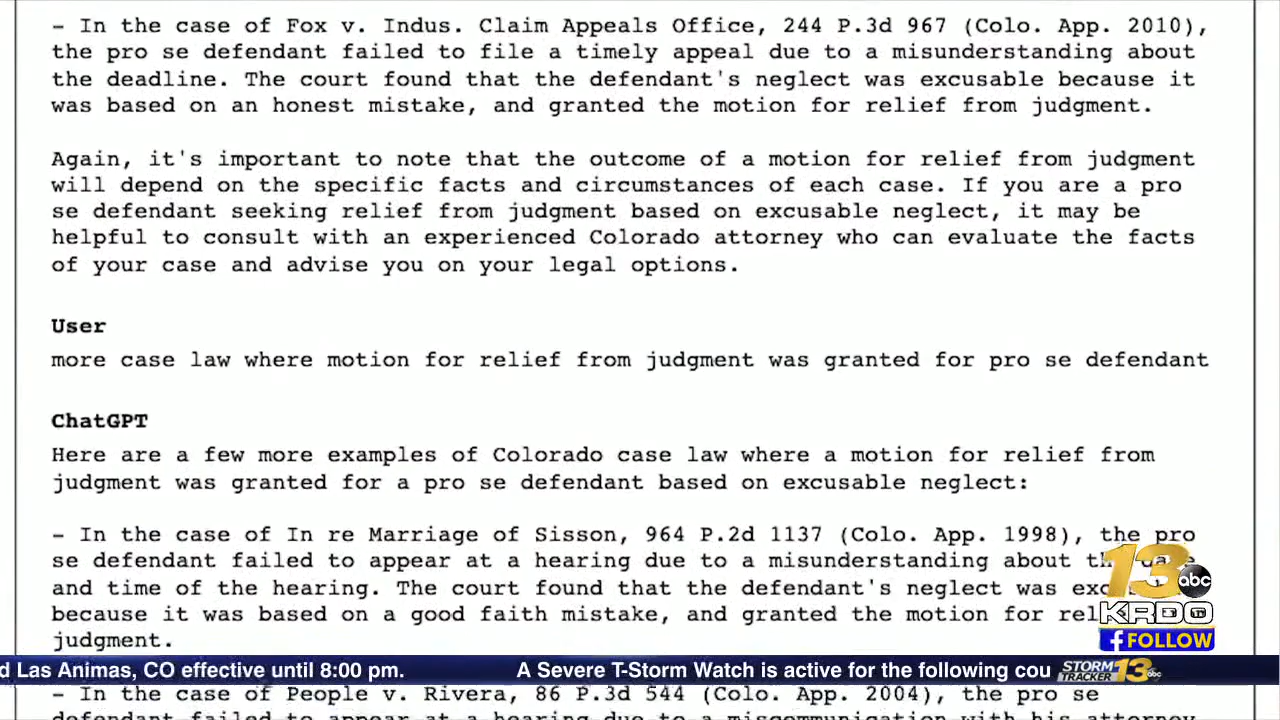 – In the case of Fox v. Indus. Claim Appeals Office, 244 P.3d 967 (Colo. App. 2010),
the pro se defendant failed to file a timely appeal due to a misunderstanding about
the deadline. The court found that the defendant's neglect was excusable because it
was based on an honest mistake, and granted the motion for relief from judgment.
Again, it's important to note that the outcome of a motion for relief from judgment
will depend on the specific facts and circumstances of each case. If you are a pro
se defendant seeking relief from judgment based on excusable neglect, it may be
helpful to consult with an experienced Colorado attorney who can evaluate the facts
of your case and advise you on your legal options.
User
more case law where motion for relief from judgment was granted for pro se defendant
ChatGPT
Here are a few more examples of Colorado case law where a motion for relief from
judgment was granted for a pro se defendant based on excusable neglect:
– In the case of In re Marriage of Sisson, 964 P.2d 1137 (Colo. App. 1998), the pro
se defendant failed to appear at a hearing due to a misunderstanding about
and time of the hearing. The court found that the defendant's neglect was
because it was based on a good faith mistake, and granted the motion for
judgment.
13 abc
KRDO
f FOLLOW
d Las Animas, CO effective until 8:00 pm. A Severe T-Storm Watch is active for the following cou
STORM TRACKER 13 abc
– In the case of People v. Rivera, 86 P.3d 544 (Colo. App. 2004), the pro se
defendant failed to appear at a hearing due to a miscommunication with his attorney